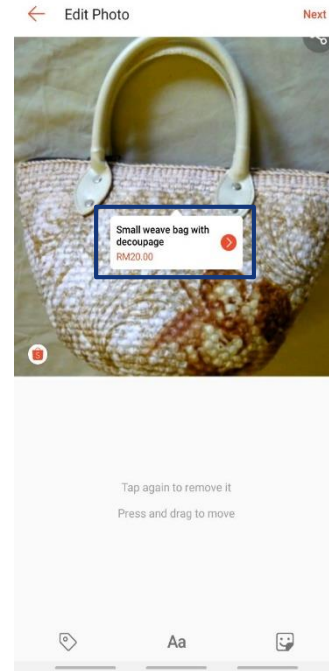 Edit Photo
Next
Small weave bag with
decoupage
RM20.00
Tap again to remove it
Press and drag to move
Aa